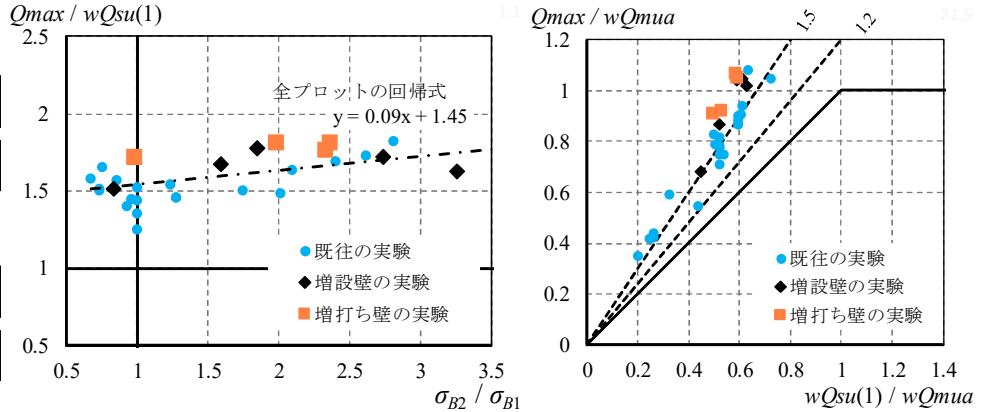 Qmax / wQsu(1)
1,1
2.5
2
1.5
1
0.5
全プロットの回帰式
y = 0.09x + 1.45
既往の実験
増設壁の実験
増打ち壁の実験
0.5 1 1.5 2 2.5 3 3.5
σB2 / σB1
Qmax / wQmua
21,9
1.5
1.2
1.2
1
0.8
0.6
0.4
0.2
0
既往の実験
増設壁の実験
増打ち壁の実験
0 0.2 0.4 0.6 0.8 1 1.2 1.4
wQsu(1) / wQmua